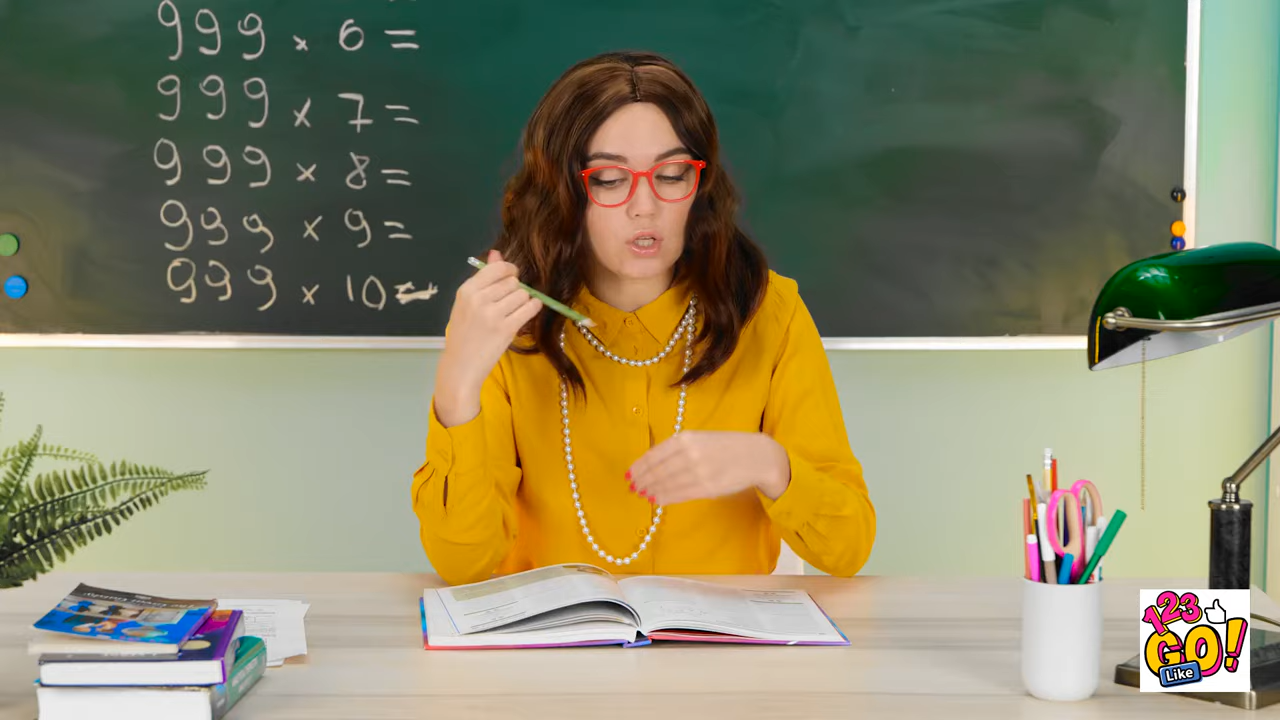 999 x 6 =
999 x 7 =
999 x 8 =
999 x 9 =
999 x 10 =
123
GO!
Like